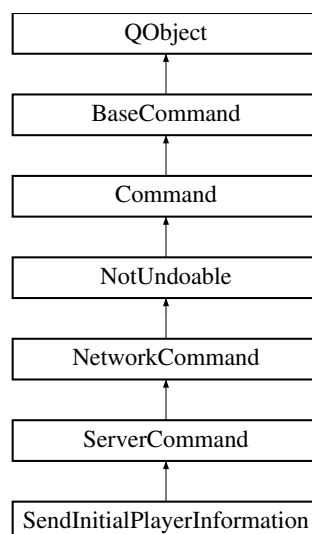 QObject
BaseCommand
Command
NotUndoable
NetworkCommand
ServerCommand
SendInitialPlayerInformation